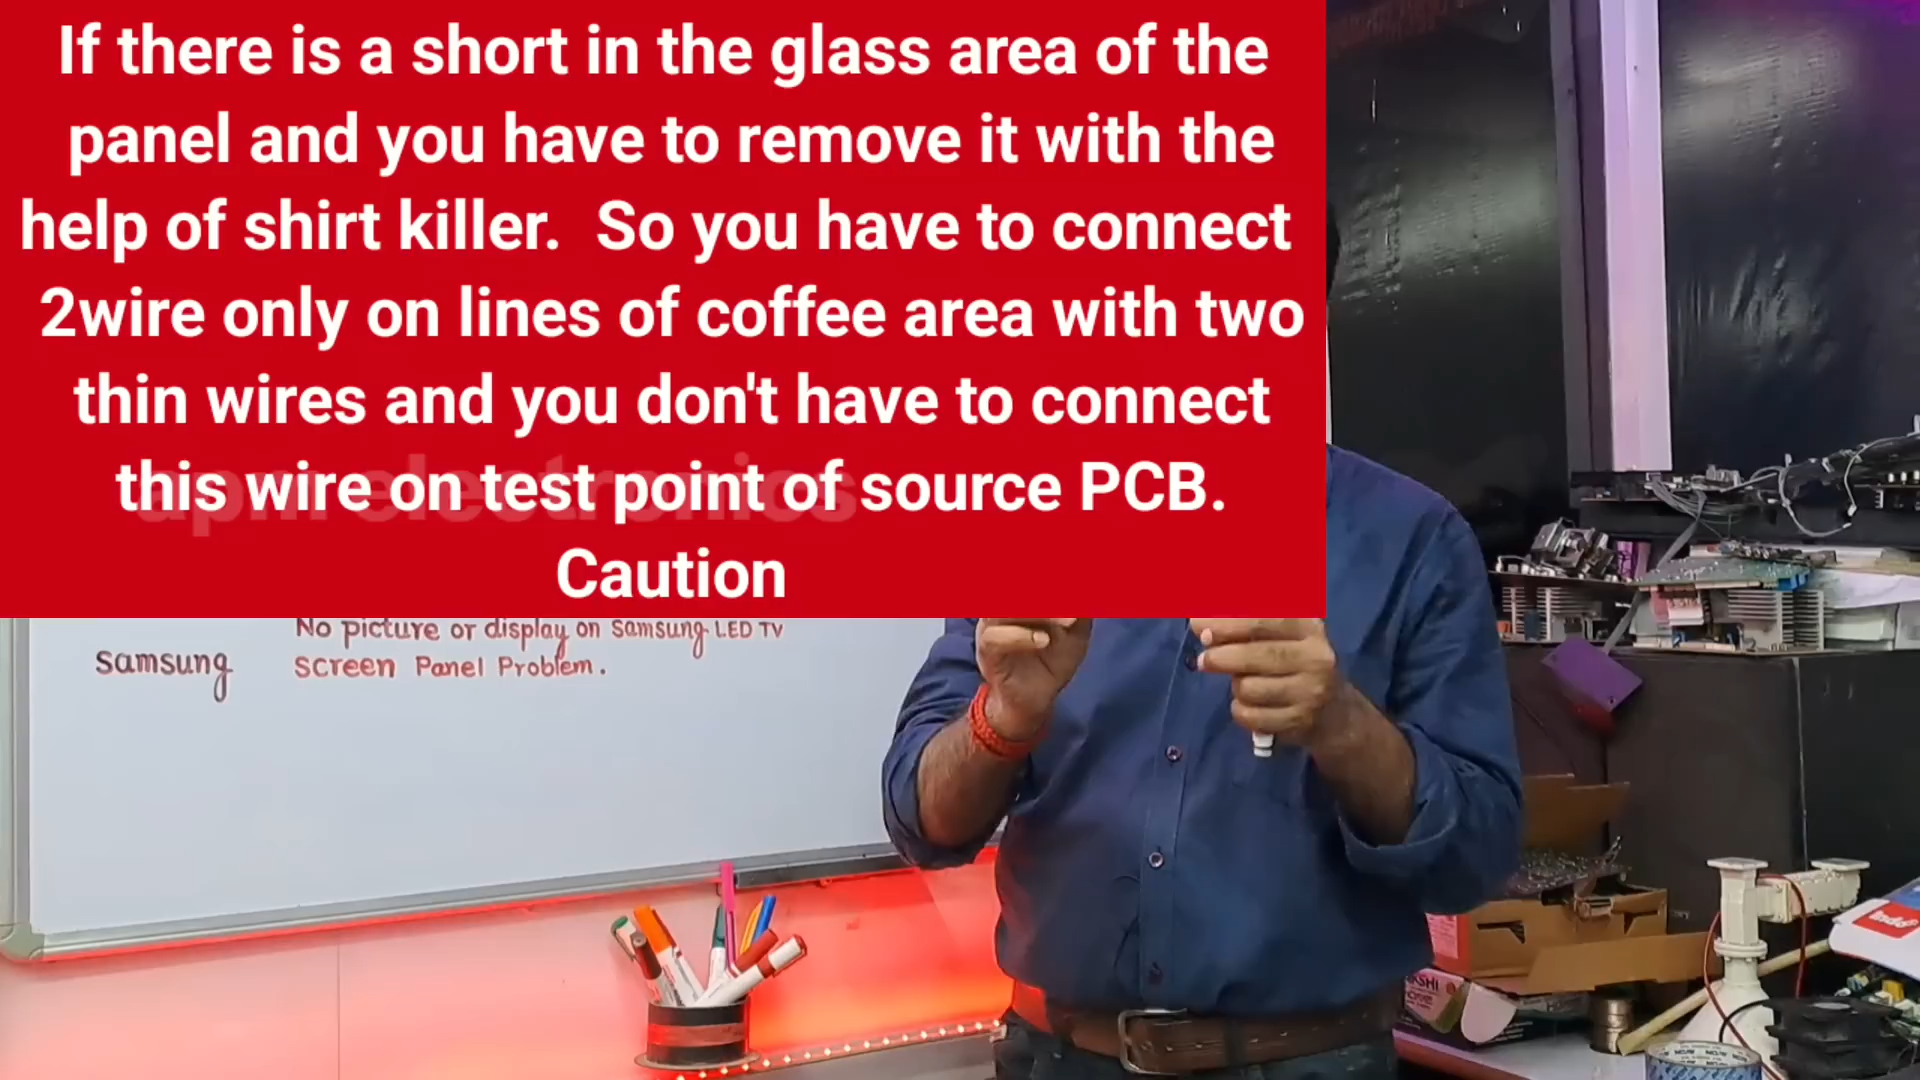 If there is a short in the glass area of the
panel and you have to remove it with the
help of shirt killer. So you have to connect
2wire only on lines of coffee area with two
thin wires and you don't have to connect
this wire on test point of source PCB.
Caution
apm electronics
No picture or display on Samsung LED TV
samsung
screen Panel Problem.